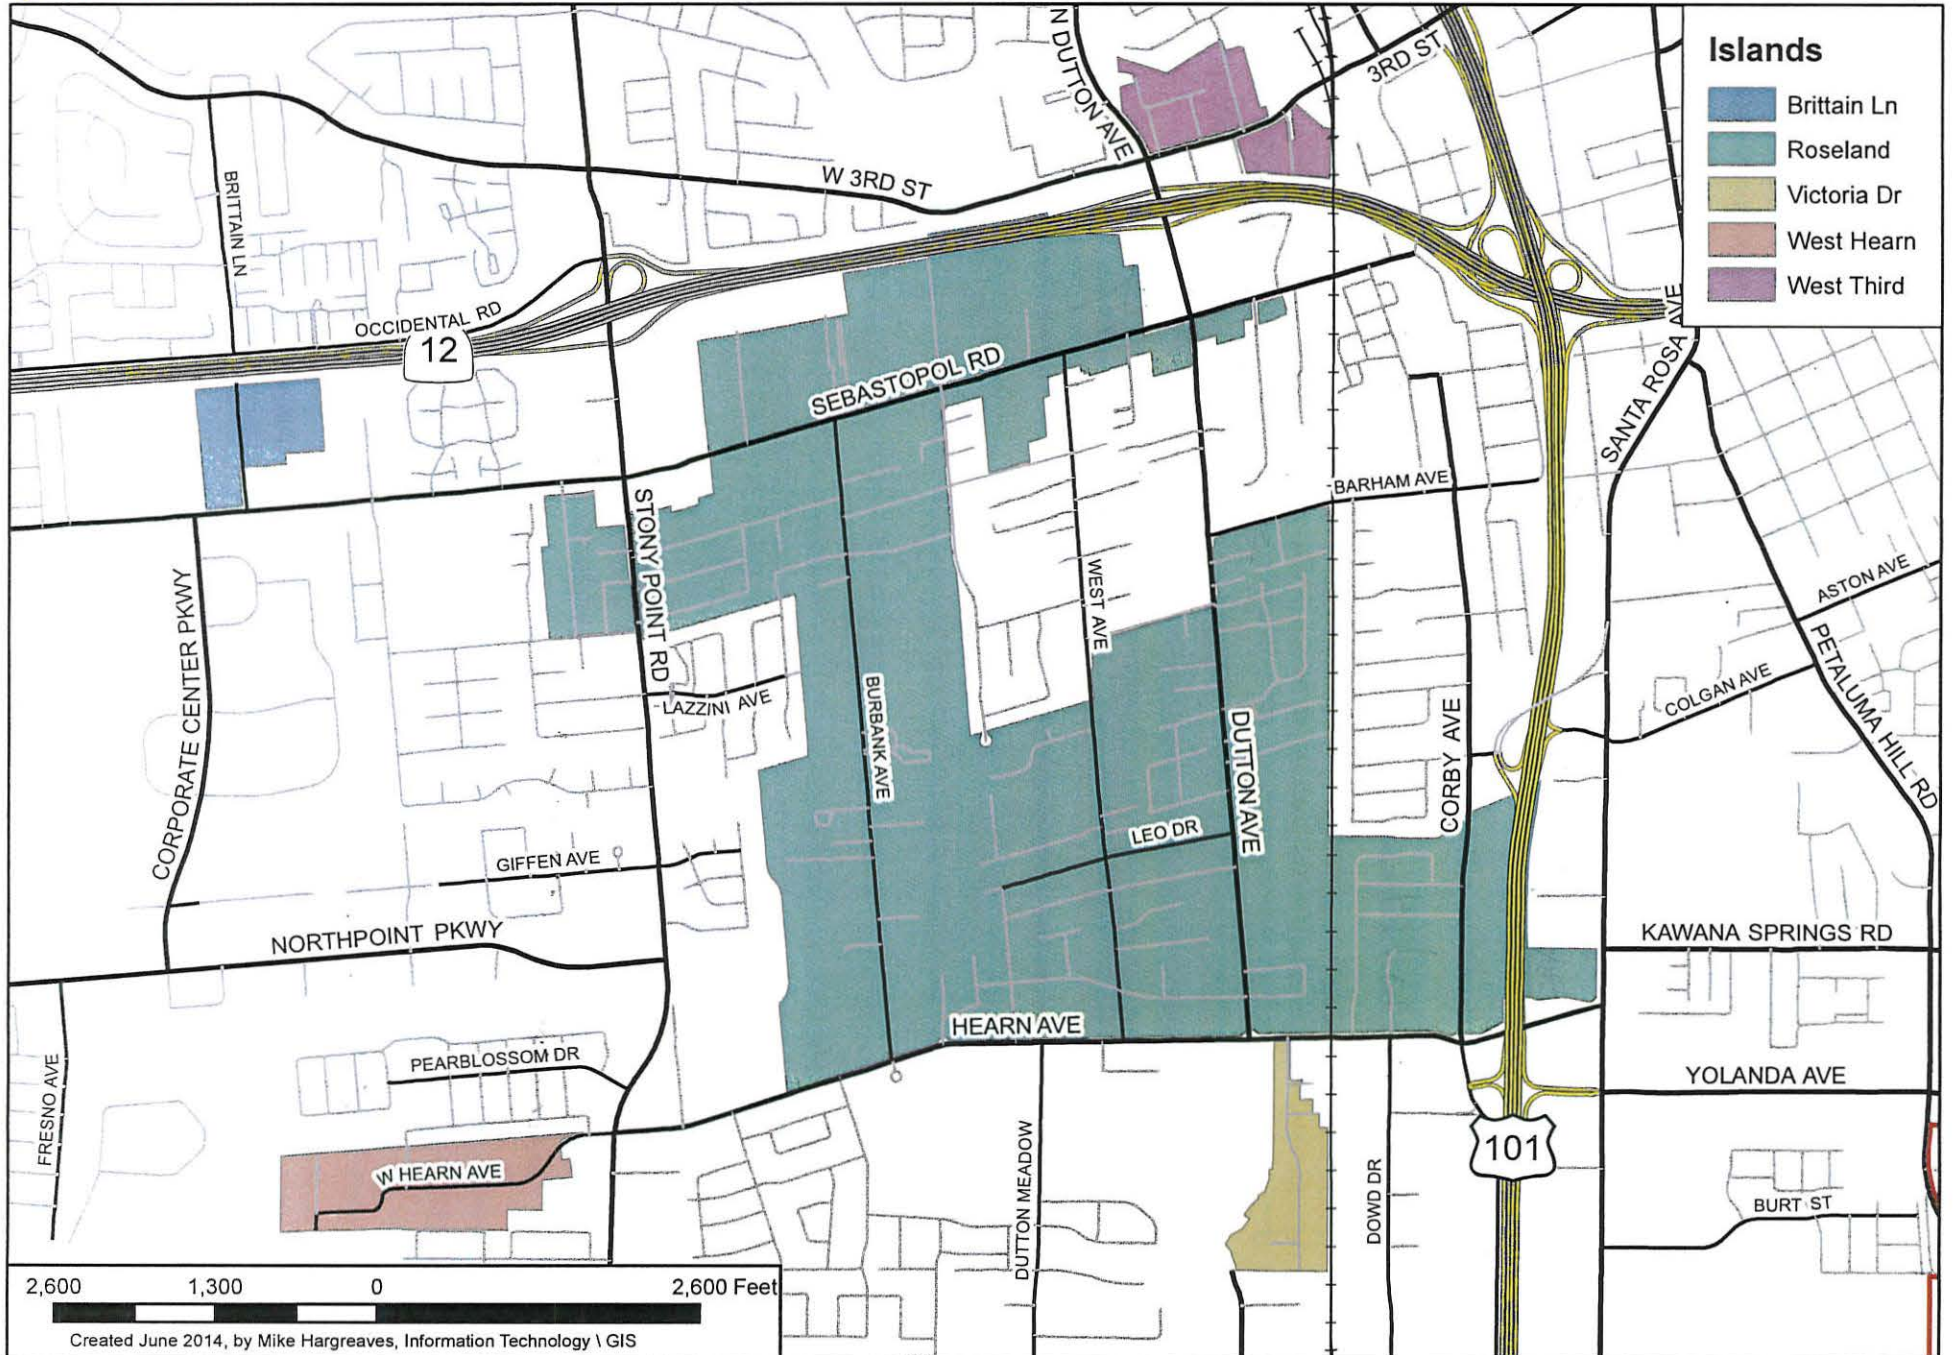 Islands
Brittain Ln
Roseland
Victoria Dr
West Hearn
West Third
N DUTTON AVE
3RD ST
W 3RD ST
BRITTAIN LN
OCCIDENTAL RD
12
SEBASTOPOL RD
SANTA ROSA AVE
BARHAM AVE
STONY POINT RD
WEST AVE
ASTON AVE
CORPORATE CENTER PKWY
LAZZINI AVE
BURBANK AVE
DUTTON AVE
CORBY AVE
COLGAN AVE
PETALUMA HILL RD
LEO DR
GIFFEN AVE
NORTHPOINT PKWY
KAWANA SPRINGS RD
HEARN AVE
PEARBLOSSOM DR
FRESNO AVE
YOLANDA AVE
W HEARN AVE
DUTTON MEADOW
DOWD DR
101
BURT ST
2,600 1,300 0 2,600 Feet
Created June 2014, by Mike Hargreaves, Information Technology \ GIS